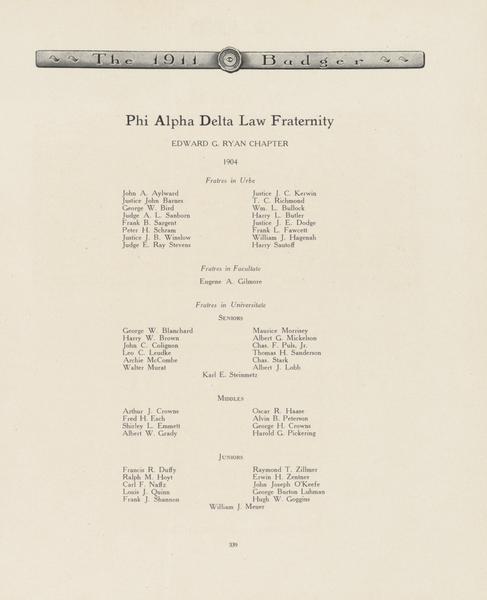 The 1911 Badger
Phi Alpha Delta Law Fraternity
EDWARD G. RYAN CHAPTER
1904
Fratres in Urbe
John A. Aylward
Justice John Barnes
George W. Bird
Judge A. L. Sanborn
Frank B. Sargent
Peter H. Schram
Justice J. B. Winslow
Judge E. Ray Stevens
Justice J. C. Kerwin
T. C. Richmond
Wm. L. Bullock
Harry L. Butler
Justice J. E. Dodge
Frank L. Fawcett
William J. Hagenah
Harry Sautoff
Fratres in Facultate
Eugene A. Gilmore
Fratres in Universitate
SENIORS
George W. Blanchard
Harry W. Brown
John C. Colignon
Leo C. Leudke
Archie McCombe
Walter Murat
Maurice Morrisey
Albert G. Mickelson
Chas. F. Puls, Jr.
Thomas H. Sanderson
Chas. Stark
Albert J. Lobb
Karl E. Steinmetz
MIDDLES
Arthur J. Crowns
Fred H. Esch
Shirley L. Emmett
Albert W. Grady
Oscar R. Haase
Alvin B. Peterson
George H. Crowns
Harold G. Pickering
JUNIORS
Francis R. Duffy
Ralph M. Hoyt
Carl F. Naffz
Louis J. Quinn
Frank J. Shannon
Raymond T. Zillmer
Erwin H. Zentner
John Joseph O'Keefe
George Burton Luhman
Hugh W. Goggins
William J. Meuer
339